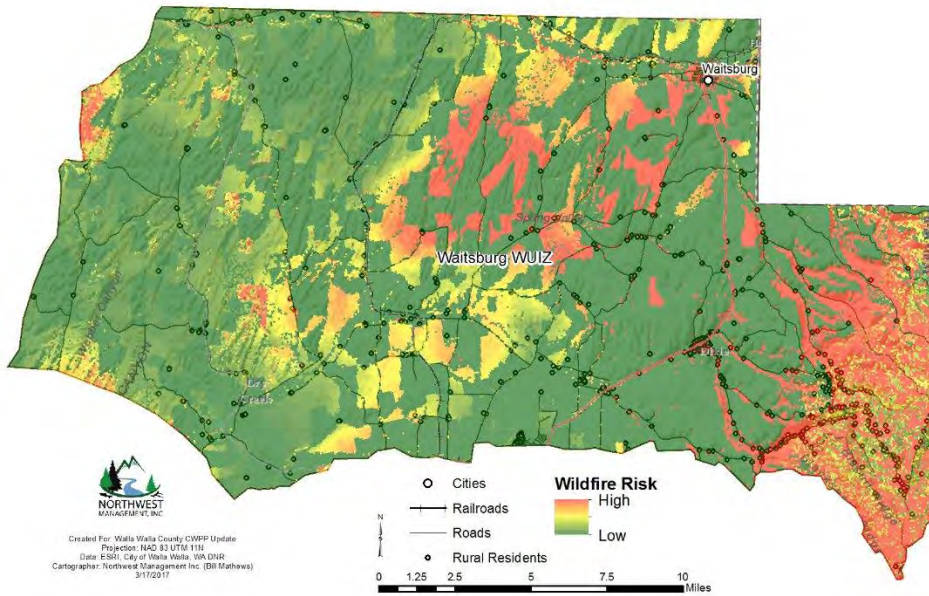 Waitsburg
Waitsburg WUIZ
Dry
Creek
NORTHWEST
MANAGEMENT, INC.
Created For: Walla Walla County CWPP Update
Projection: NAD 83 UTM 11N
Data: ESRI, City of Walla Walla, WA DNR
Cartographer: Northwest Management Inc. (Bill Mathews)
3/17/2017
N
Cities
Railroads
Roads
Rural Residents
Wildfire Risk
High
Low
0 1.25 2.5 5 7.5 10
Miles